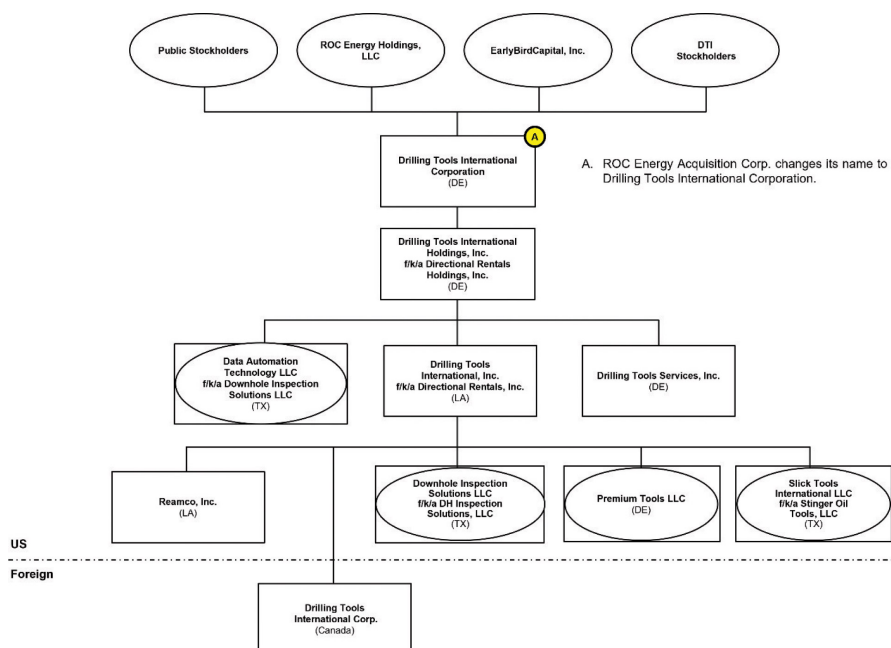 Public Stockholders
ROC Energy Holdings,
LLC
EarlyBirdCapital, Inc.
DTI
Stockholders
A
Drilling Tools International
Corporation
(DE)
A. ROC Energy Acquisition Corp. changes its name to
Drilling Tools International Corporation.
Drilling Tools International
Holdings, Inc.
f/k/a Directional Rentals
Holdings, Inc.
(DE)
Data Automation
Technology LLC
f/k/a Downhole Inspection
Solutions LLC
(TX)
Drilling Tools
International, Inc.
f/k/a Directional Rentals, Inc.
(LA)
Drilling Tools Services, Inc.
(DE)
Reamco, Inc.
(LA)
Downhole Inspection
Solutions LLC
f/k/a DH Inspection
Solutions, LLC
(TX)
Premium Tools LLC
(DE)
Slick Tools
International LLC
f/k/a Stinger Oil
Tools, LLC
(TX)
US
Foreign
Drilling Tools
International Corp.
(Canada)